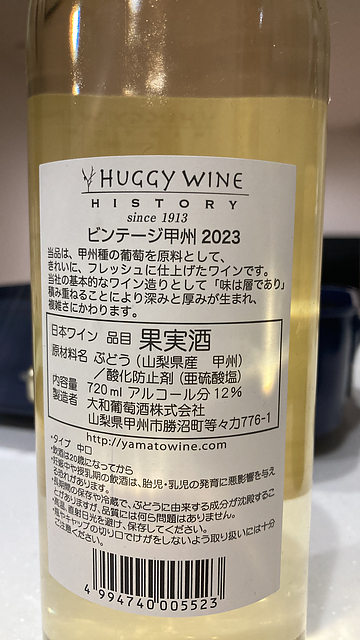 HUGGY WINE
HISTORY
since 1913
ビンテージ甲州 2023
当品は、甲州種の葡萄を原料として、
きれいに、フレッシュに仕上げたワインです。
当社の基本的なワイン造りとして「味は層であり」
積み重ねることにより深みと厚みが生まれ、
複雑さにかわります。
日本ワイン 品目 果実酒
原材料名 ぶどう(山梨県産 甲州)
/酸化防止剤(亜硫酸塩)
内容量 720ml アルコール分 12%
製造者 大和葡萄酒株式会社
山梨県甲州市勝沼町等々力776-1
http://yamatowine.com
・タイプ 中口
・飲酒は20歳になってから
・妊娠中や授乳期の飲酒は、胎児・乳児の発育に悪影響を与え
る恐れがあります。
・長期間の保存や冷蔵で、ぶどうに由来する成分が沈殿するこ
とがありますが、品質には何ら問題はありません。
・高温、直射日光を避け、保存してください。
・瓶口やキャップの切り口でけがをしないよう取り扱いには十分
ご注意ください。
4 994740 005523